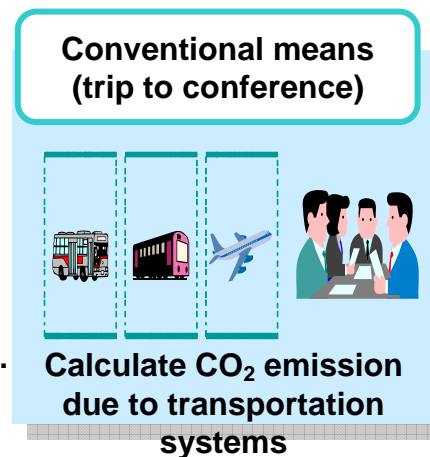 Conventional means
(trip to conference)
. Calculate CO₂ emission
due to transportation
systems